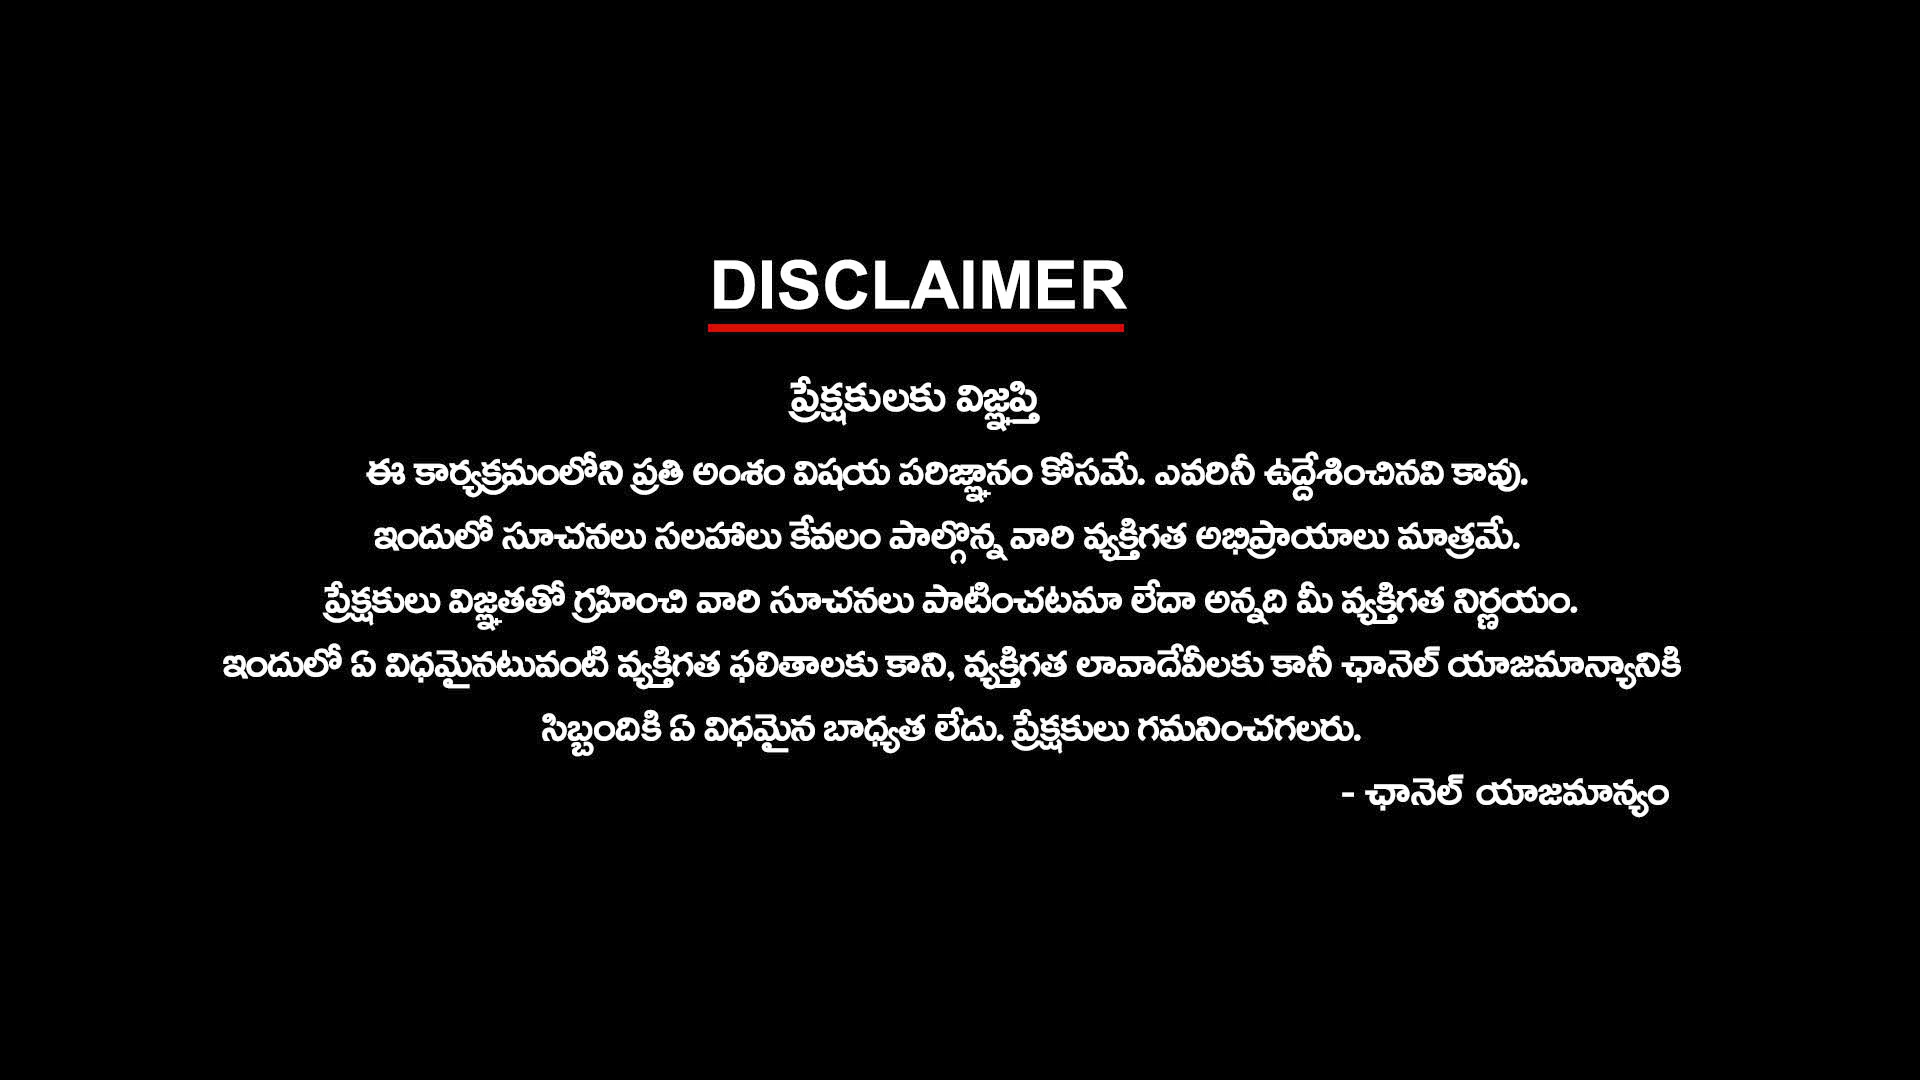 DISCLAIMER
ప్రేక్షకులకు విజ్ఞప్తి
ఈ కార్యక్రమంలోని ప్రతి అంశం విషయ పరిజ్ఞానం కోసమే. ఎవరినీ ఉద్దేశించినవి కావు.
ఇందులో సూచనలు సలహాలు కేవలం పాల్గొన్న వారి వ్యక్తిగత అభిప్రాయాలు మాత్రమే.
ప్రేక్షకులు విజ్ఞతతో గ్రహించి వారి సూచనలు పాటించటమా లేదా అన్నది మీ వ్యక్తిగత నిర్ణయం.
ఇందులో ఏ విధమైనటువంటి వ్యక్తిగత ఫలితాలకు కాని, వ్యక్తిగత లావాదేవీలకు కానీ ఛానెల్ యాజమాన్యానికి
సిబ్బందికి ఏ విధమైన బాధ్యత లేదు. ప్రేక్షకులు గమనించగలరు.
- ఛానెల్ యాజమాన్యం